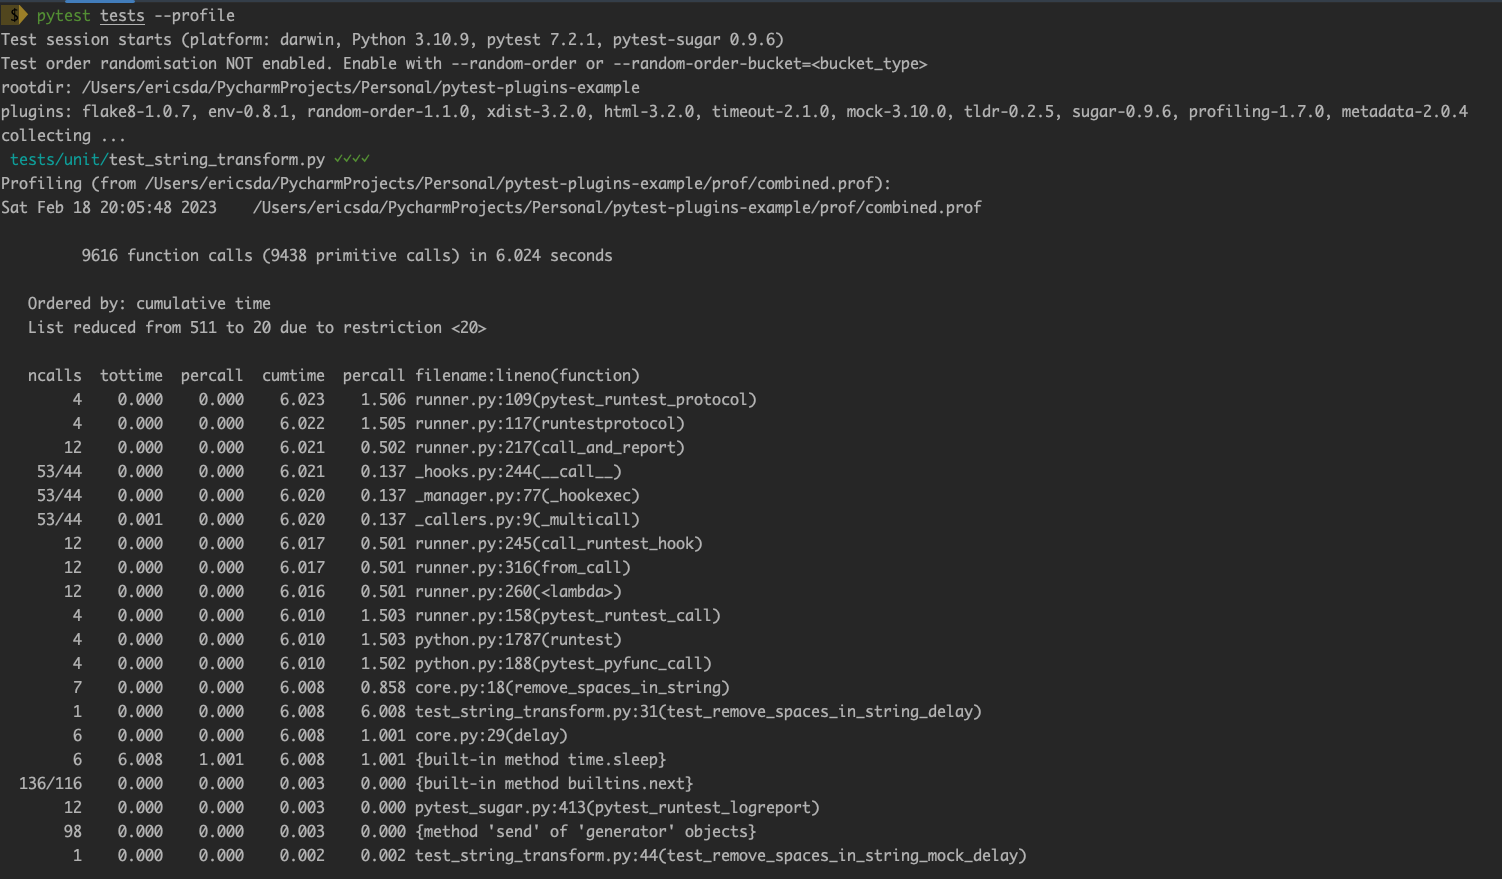 $ pytest tests --profile
Test session starts (platform: darwin, Python 3.10.9, pytest 7.2.1, pytest-sugar 0.9.6)
Test order randomisation NOT enabled. Enable with --random-order or --random-order-bucket=<bucket_type>
rootdir: /Users/ericsda/PycharmProjects/Personal/pytest-plugins-example
plugins: flake8-1.0.7, env-0.8.1, random-order-1.1.0, xdist-3.2.0, html-3.2.0, timeout-2.1.0, mock-3.10.0, tldr-0.2.5, sugar-0.9.6, profiling-1.7.0, metadata-2.0.4
collecting ...
 tests/unit/test_string_transform.py ✓✓✓✓
Profiling (from /Users/ericsda/PycharmProjects/Personal/pytest-plugins-example/prof/combined.prof):
Sat Feb 18 20:05:48 2023    /Users/ericsda/PycharmProjects/Personal/pytest-plugins-example/prof/combined.prof
         9616 function calls (9438 primitive calls) in 6.024 seconds
   Ordered by: cumulative time
   List reduced from 511 to 20 due to restriction <20>
   ncalls  tottime  percall  cumtime  percall filename:lineno(function)
        4    0.000    0.000    6.023    1.506 runner.py:109(pytest_runtest_protocol)
        4    0.000    0.000    6.022    1.505 runner.py:117(runtestprotocol)
       12    0.000    0.000    6.021    0.502 runner.py:217(call_and_report)
    53/44    0.000    0.000    6.021    0.137 _hooks.py:244(__call__)
    53/44    0.000    0.000    6.020    0.137 _manager.py:77(_hookexec)
    53/44    0.001    0.000    6.020    0.137 _callers.py:9(_multicall)
       12    0.000    0.000    6.017    0.501 runner.py:245(call_runtest_hook)
       12    0.000    0.000    6.017    0.501 runner.py:316(from_call)
       12    0.000    0.000    6.016    0.501 runner.py:260(<lambda>)
        4    0.000    0.000    6.010    1.503 runner.py:158(pytest_runtest_call)
        4    0.000    0.000    6.010    1.503 python.py:1787(runtest)
        4    0.000    0.000    6.010    1.502 python.py:188(pytest_pyfunc_call)
        7    0.000    0.000    6.008    0.858 core.py:18(remove_spaces_in_string)
        1    0.000    0.000    6.008    6.008 test_string_transform.py:31(test_remove_spaces_in_string_delay)
        6    0.000    0.000    6.008    1.001 core.py:29(delay)
        6    6.008    1.001    6.008    1.001 {built-in method time.sleep}
  136/116    0.000    0.000    0.003    0.000 {built-in method builtins.next}
       12    0.000    0.000    0.003    0.000 pytest_sugar.py:413(pytest_runtest_logreport)
       98    0.000    0.000    0.003    0.000 {method 'send' of 'generator' objects}
        1    0.000    0.000    0.002    0.002 test_string_transform.py:44(test_remove_spaces_in_string_mock_delay)